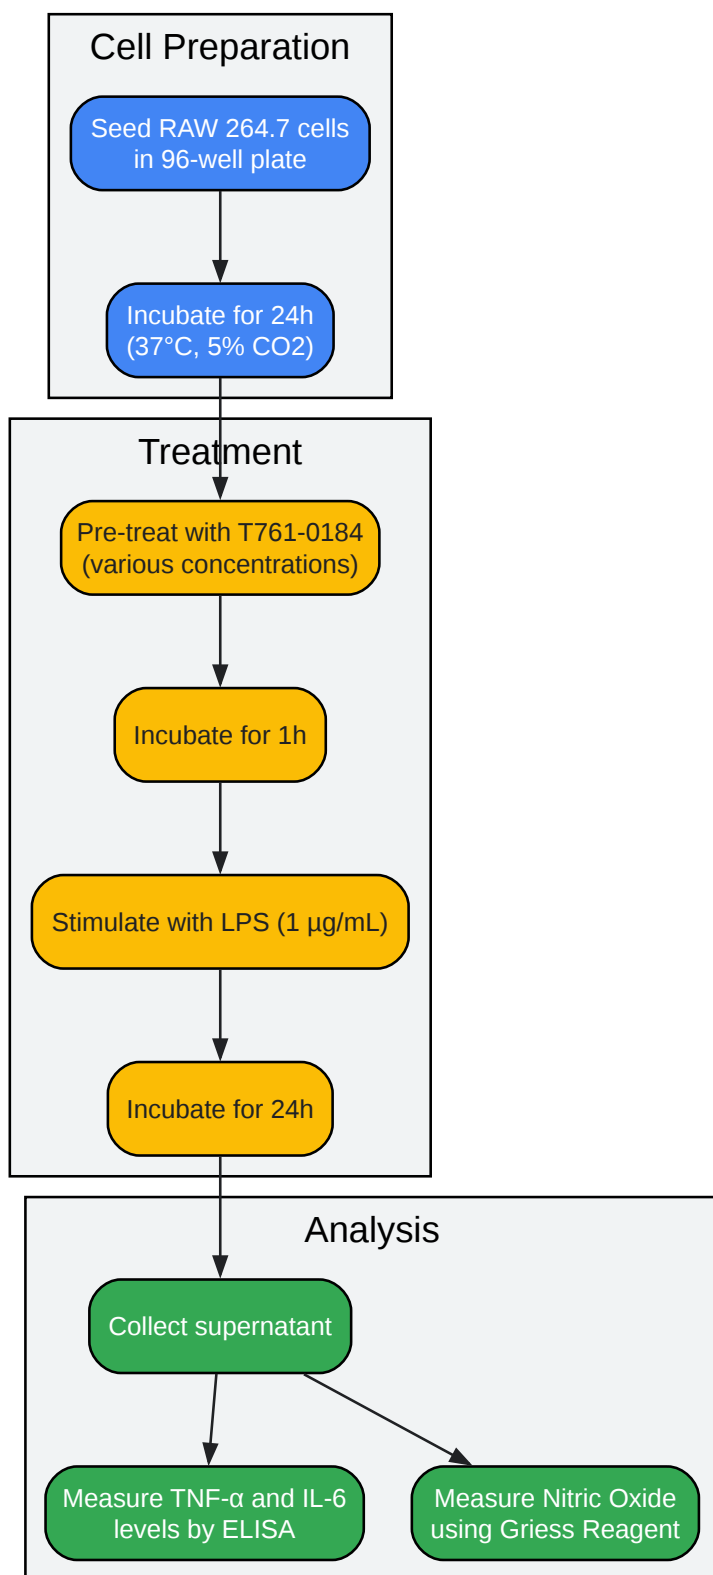 Cell Preparation
Seed RAW 264.7 cells
in 96-well plate
Incubate for 24h
(37°C, 5% CO2)
Treatment
Pre-treat with T761-0184
(various concentrations)
Incubate for 1h
Stimulate with LPS (1 µg/mL)
Incubate for 24h
Analysis
Collect supernatant
Measure TNF-α and IL-6
levels by ELISA
Measure Nitric Oxide
using Griess Reagent